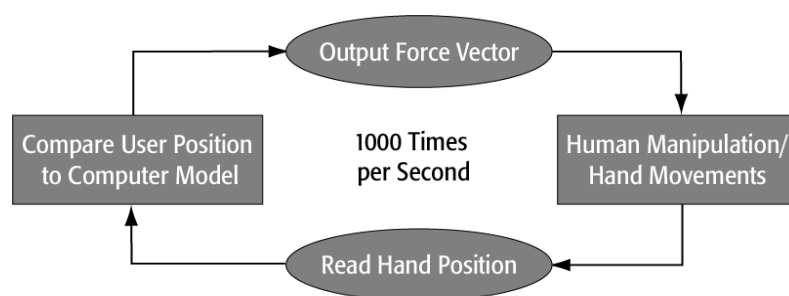 Output Force Vector
Compare User Position
to Computer Model
1000 Times
per Second
Human Manipulation/
Hand Movements
Read Hand Position